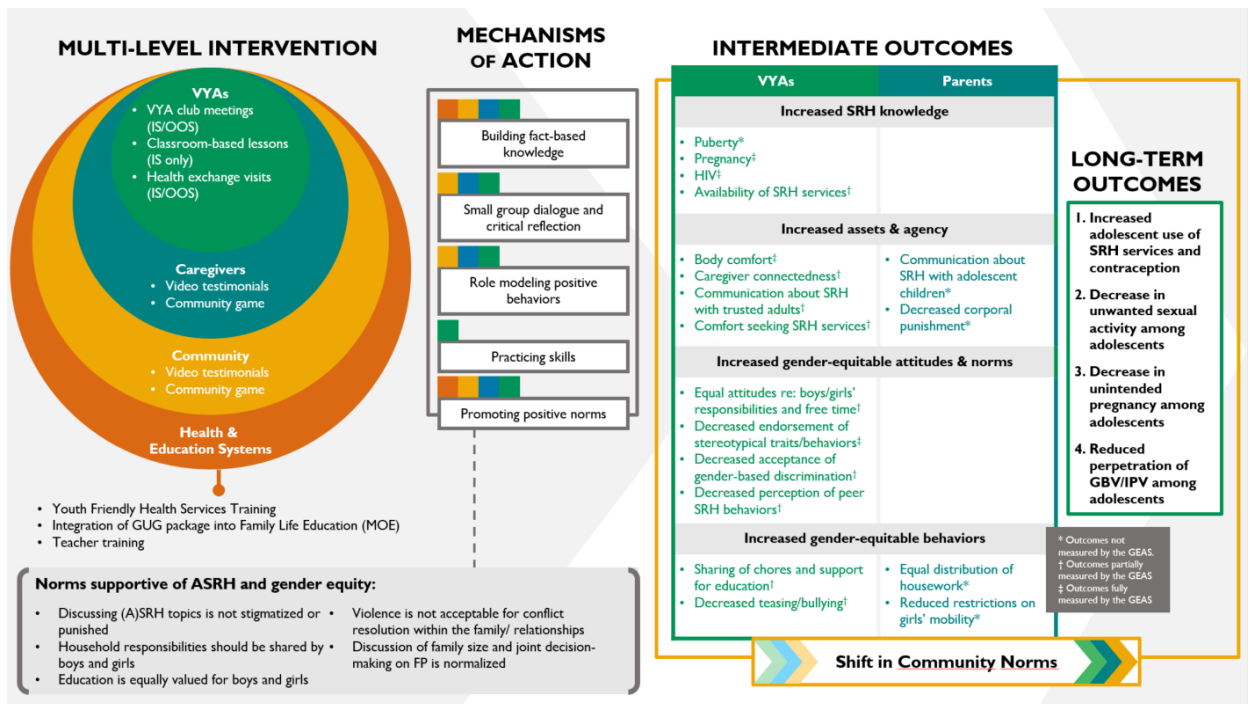 MULTI-LEVEL INTERVENTION
VYAs
• VYA club meetings
(IS/OOS)
• Classroom-based lessons
(IS only)
• Health exchange visits
(IS/OOS)
Caregivers
• Video testimonials
• Community game
Community
• Video testimonials
• Community game
Health &
Education Systems
• Youth Friendly Health Services Training
• Integration of GUG package into Family Life Education (MOE)
• Teacher training
MECHANISMS
OF ACTION
Building fact-based
knowledge
Small group dialogue and
critical reflection
Role modeling positive
behaviors
Practicing skills
Promoting positive norms
Norms supportive of ASRH and gender equity:
• Discussing (A)SRH topics is not stigmatized or
punished
• Household responsibilities should be shared by
boys and girls
• Education is equally valued for boys and girls
• Violence is not acceptable for conflict
resolution within the family/ relationships
• Discussion of family size and joint decision-
making on FP is normalized
INTERMEDIATE OUTCOMES
VYAs
Parents
Increased SRH knowledge
• Puberty*
• Pregnancy‡
• HIV‡
• Availability of SRH services†
Increased assets & agency
• Body comfort‡
• Caregiver connectedness†
• Communication about SRH
with trusted adults†
• Comfort seeking SRH services†
• Communication about
SRH with adolescent
children*
• Decreased corporal
punishment*
Increased gender-equitable attitudes & norms
• Equal attitudes re: boys/girls'
responsibilities and free time†
• Decreased endorsement of
stereotypical traits/behaviors‡
• Decreased acceptance of
gender-based discrimination†
• Decreased perception of peer
SRH behaviors†
Increased gender-equitable behaviors
• Sharing of chores and support
for education†
• Decreased teasing/bullying†
• Equal distribution of
housework*
• Reduced restrictions on
girls' mobility*
Shift in Community Norms
LONG-TERM
OUTCOMES
1. Increased
adolescent use of
SRH services and
contraception
2. Decrease in
unwanted sexual
activity among
adolescents
3. Decrease in
unintended
pregnancy among
adolescents
4. Reduced
perpetration of
GBV/IPV among
adolescents
* Outcomes not
measured by the GEAS.
† Outcomes partially
measured by the GEAS
‡ Outcomes fully
measured by the GEAS